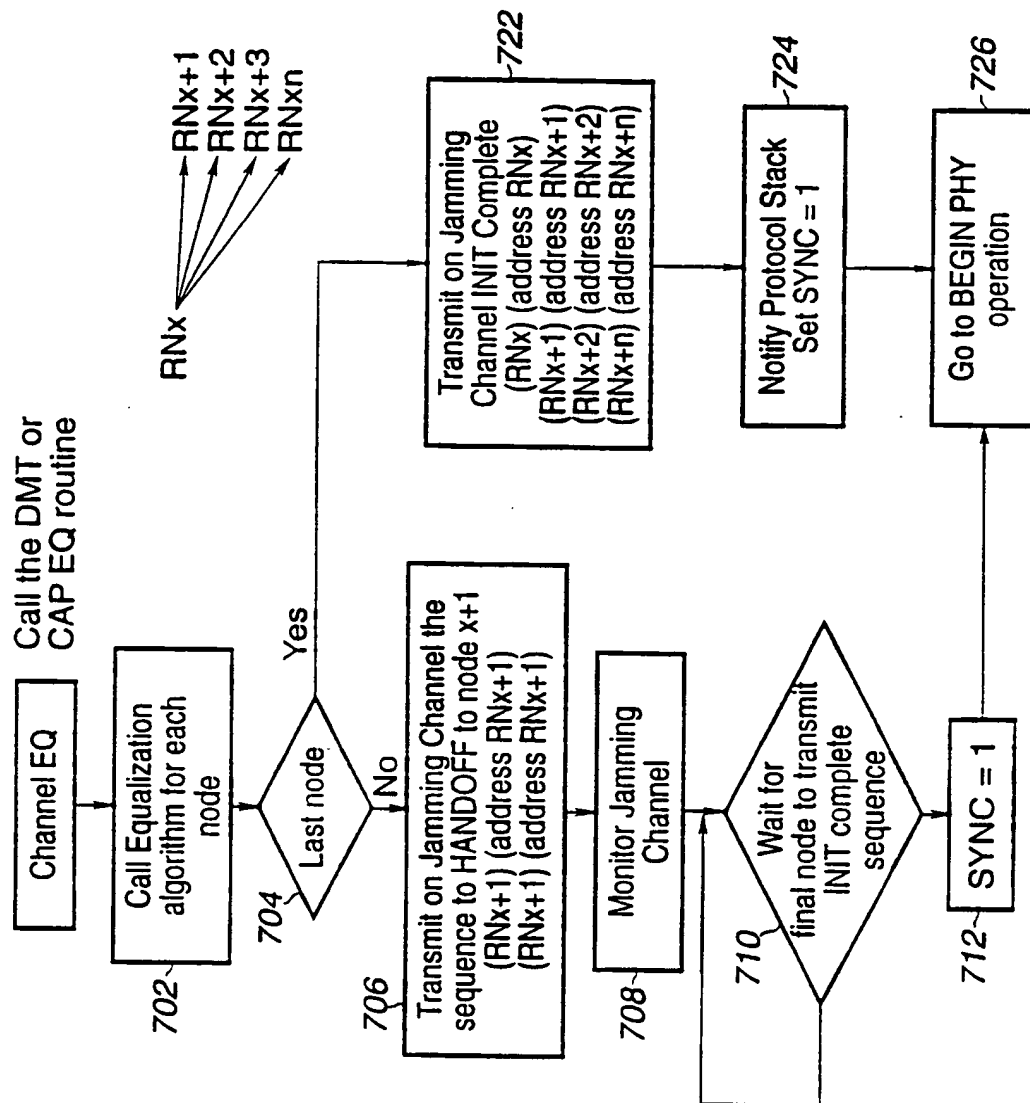 Call the DMT or
CAP EQ routine
Channel EQ
Call Equalization
algorithm for each
node
702
Last node
704
Yes
No
Transmit on Jamming Channel the
sequence to HANDOFF to node x+1
(RNx+1) (address RNx+1)
(RNx+1) (address RNx+1)
706
Monitor Jamming
Channel
708
Wait for
final node to transmit
INIT complete
sequence
710
SYNC = 1
712
RNx
RNx+1
RNx+2
RNx+3
RNxn
Transmit on Jamming
Channel INIT Complete
(RNx) (address RNx)
(RNx+1) (address RNx+1)
(RNx+2) (address RNx+2)
(RNx+n) (address RNx+n)
722
Notify Protocol Stack
Set SYNC = 1
724
Go to BEGIN PHY
operation
726